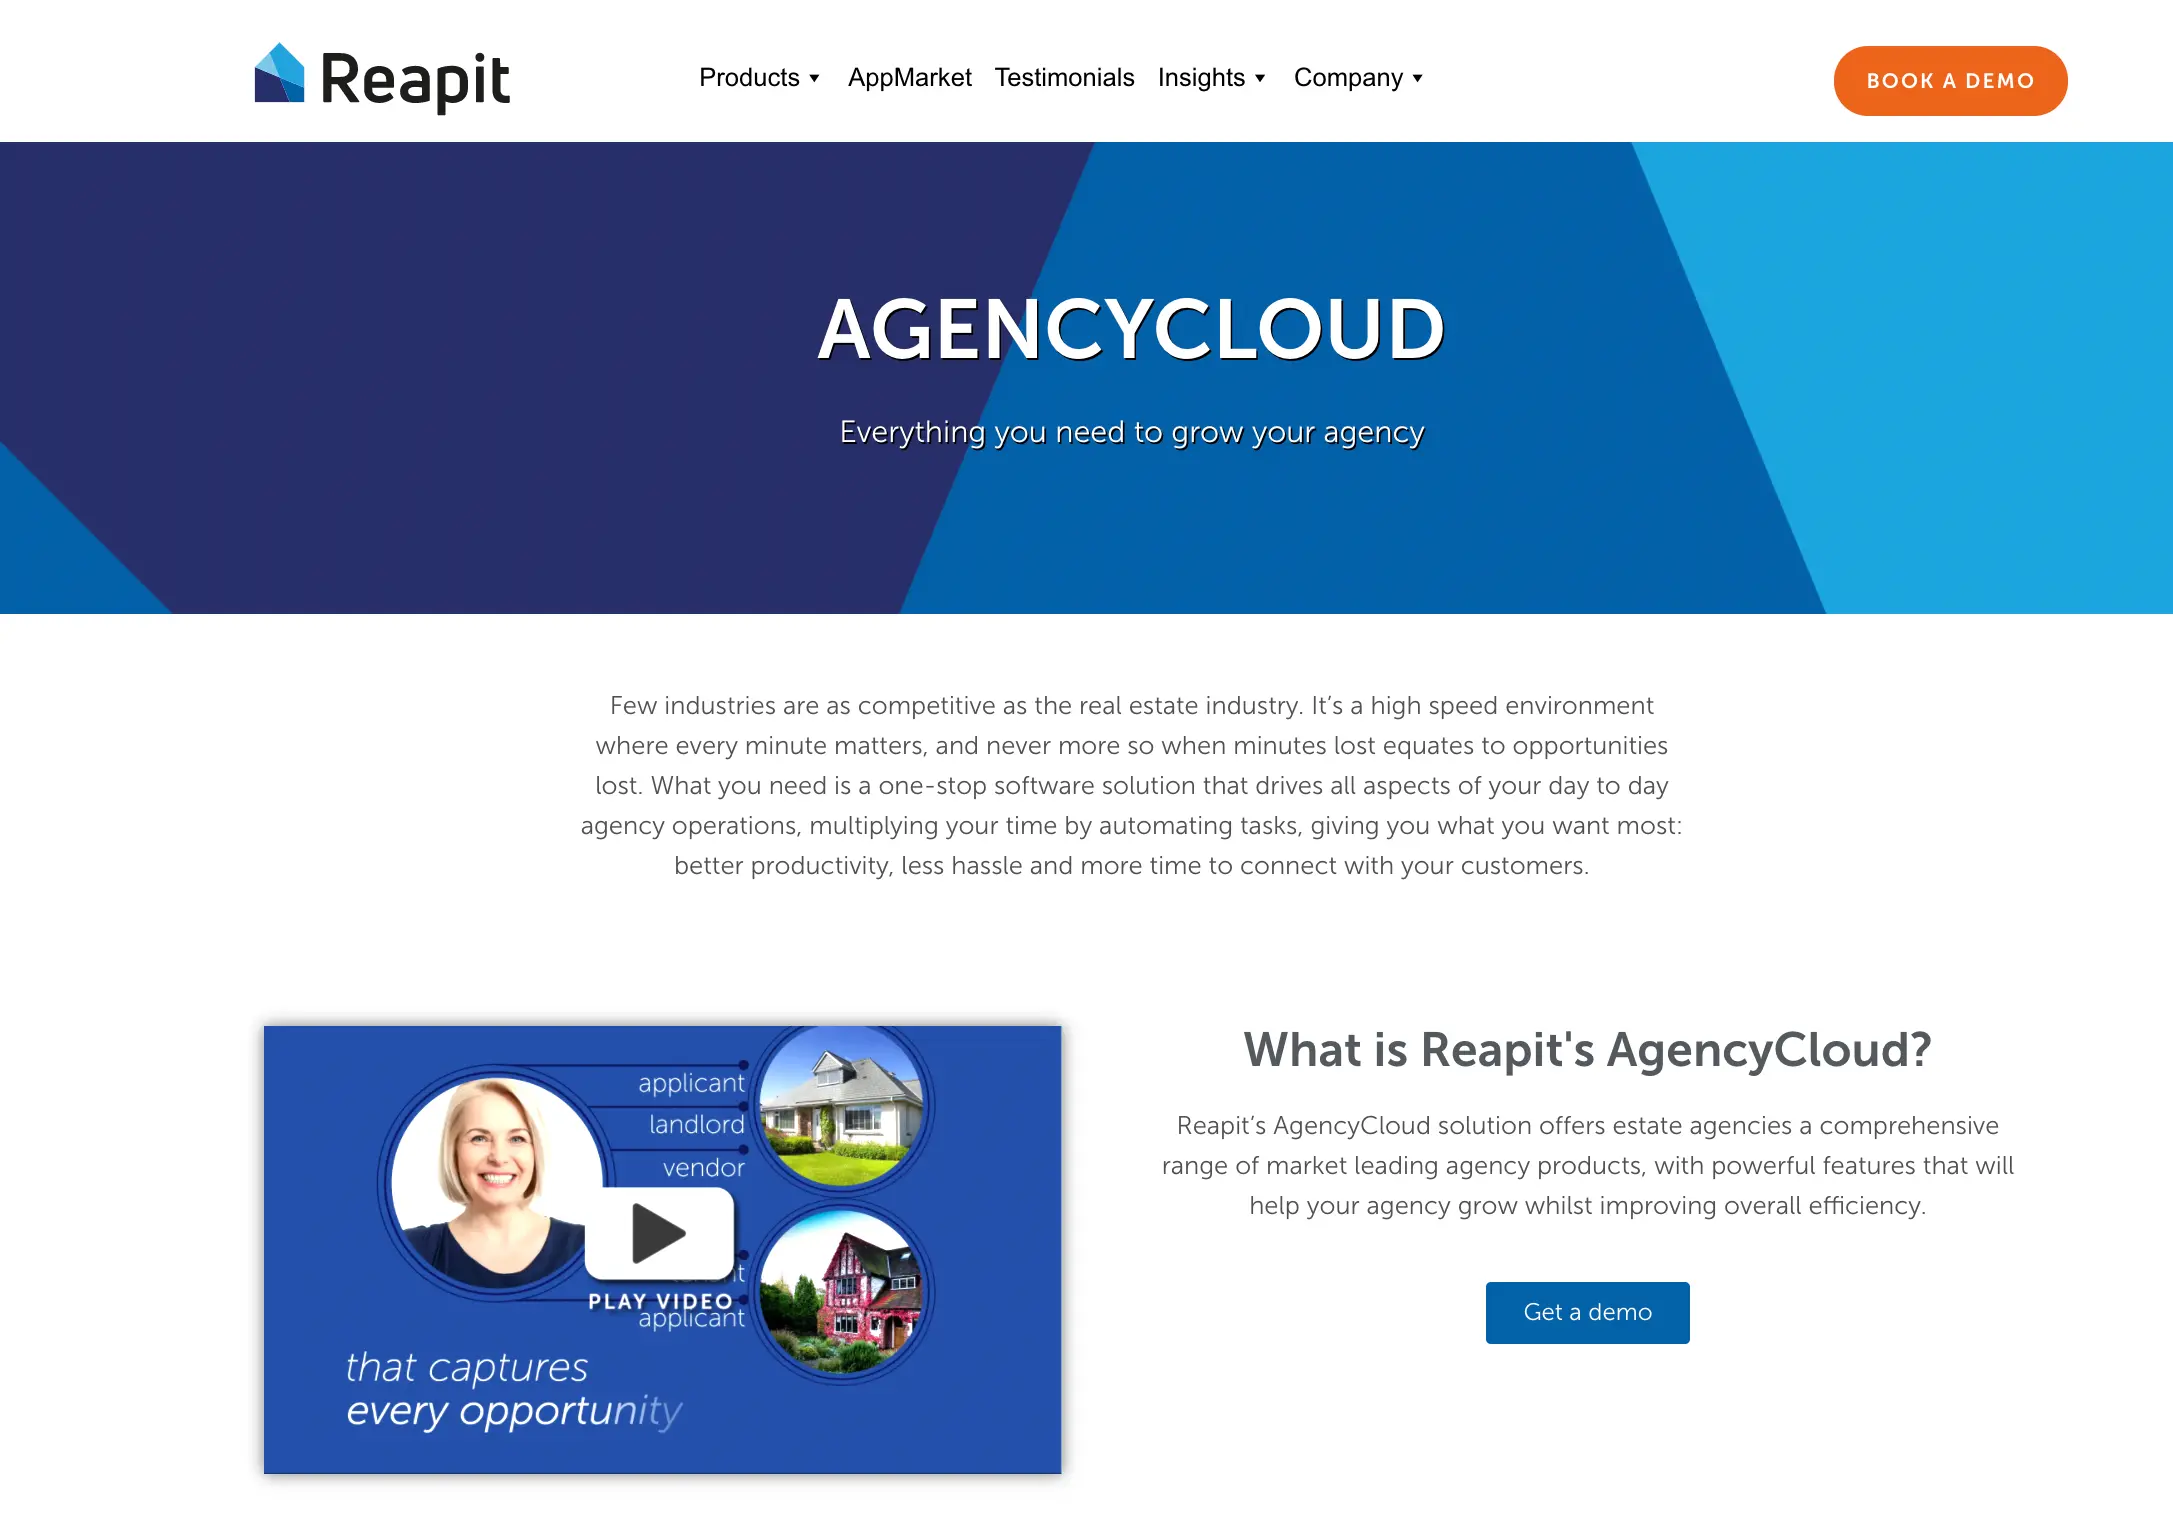 Reapit
Products ▼ AppMarket Testimonials Insights ▼ Company ▼
BOOK A DEMO
AGENCYCLOUD
Everything you need to grow your agency
Few industries are as competitive as the real estate industry. It’s a high speed environment
where every minute matters, and never more so when minutes lost equates to opportunities
lost. What you need is a one-stop software solution that drives all aspects of your day to day
agency operations, multiplying your time by automating tasks, giving you what you want most:
better productivity, less hassle and more time to connect with your customers.
applicant
landlord
vendor
PLAY VIDEO
applicant
that captures
every opportunity
What is Reapit's AgencyCloud?
Reapit’s AgencyCloud solution offers estate agencies a comprehensive
range of market leading agency products, with powerful features that will
help your agency grow whilst improving overall efficiency.
Get a demo